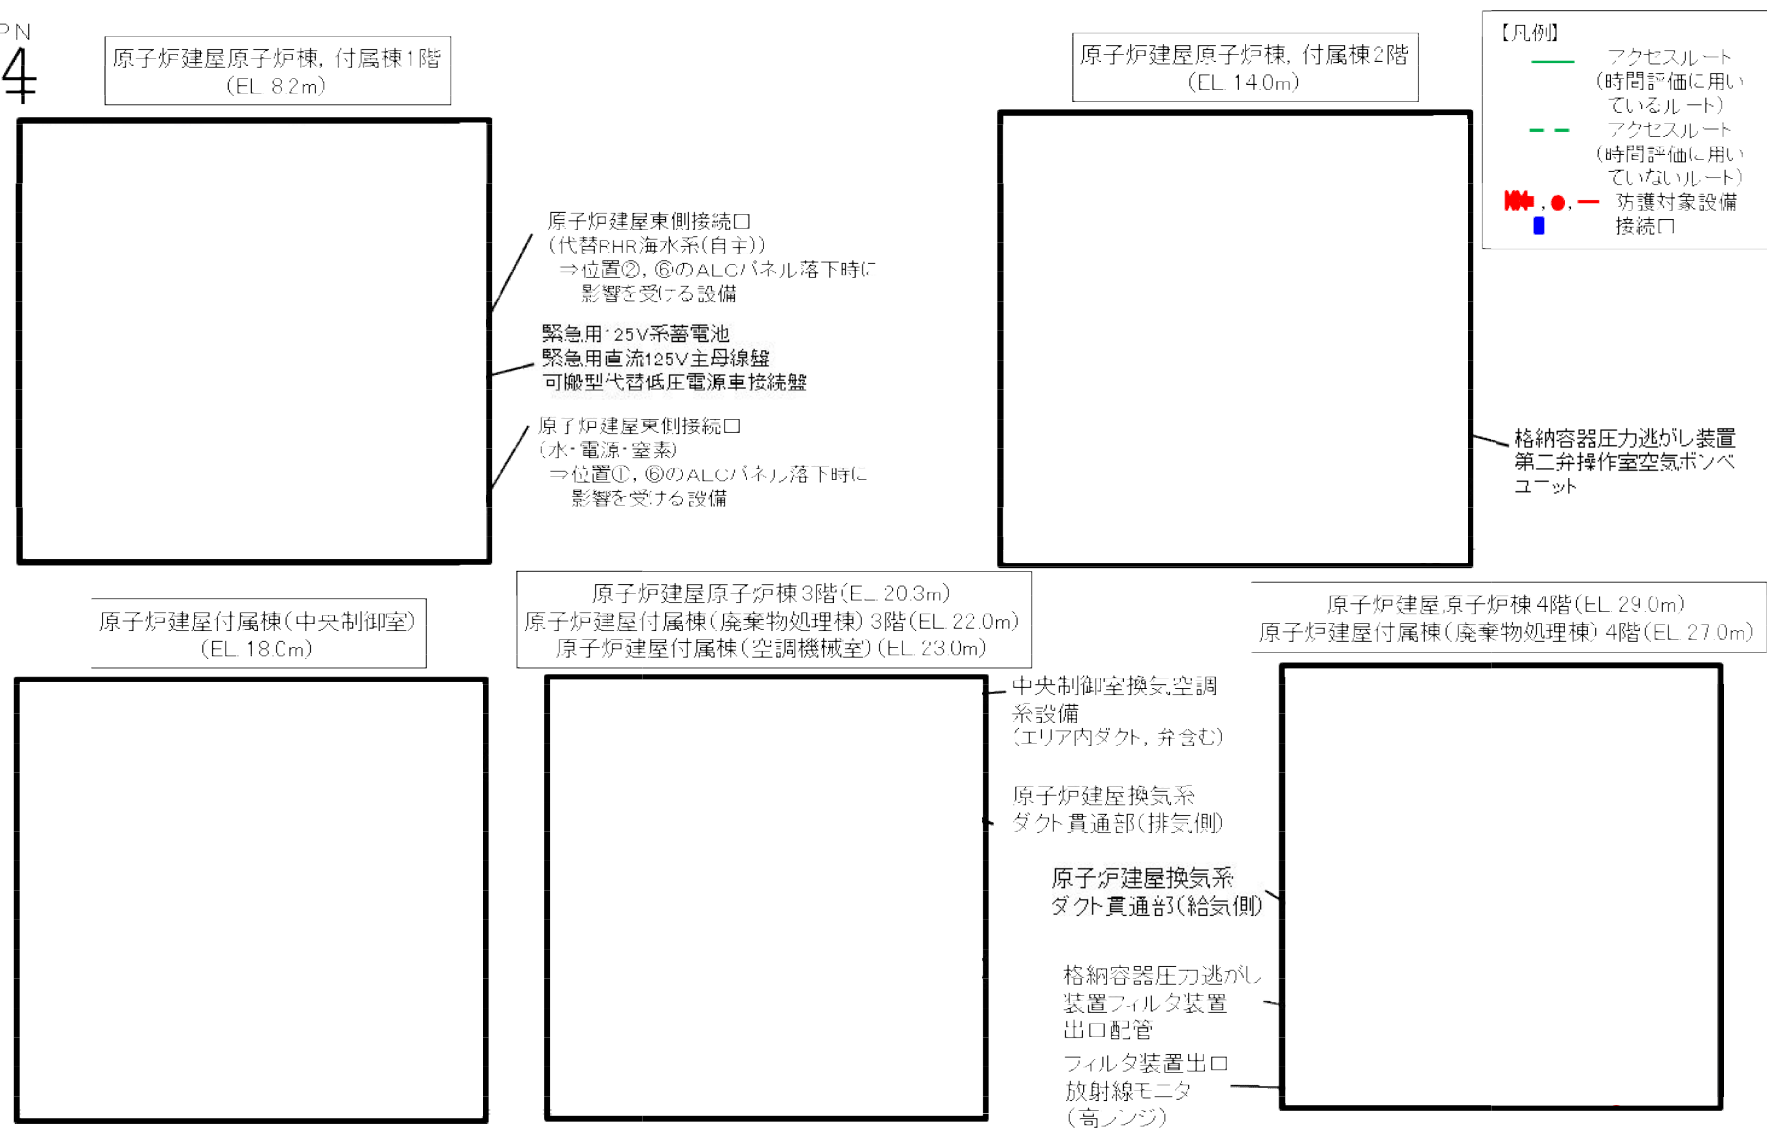 PN
4
原子炉建屋原子炉棟, 付属棟1階
(EL.8.2m)
原子炉建屋東側接続口
(代替RHR海水系(自主))
⇒位置②, ⑥のALCパネル落下時に
影響を受ける設備
緊急用125V系蓄電池
緊急用直流125V主母線盤
可搬型代替低圧電源車接続盤
原子炉建屋東側接続口
(水・電源・窒素)
⇒位置①, ⑥のALCパネル落下時に
影響を受ける設備
原子炉建屋原子炉棟, 付属棟2階
(EL.14.0m)
格納容器圧力逃がし装置
第二弁操作室空気ボンベ
ユニット
【凡例】
アクセスルート
(時間評価に用い
ているルート)
アクセスルート
(時間評価に用い
ていないルート)
, , 防護対象設備
接続口
原子炉建屋付属棟(中央制御室)
(EL.18.0m)
原子炉建屋原子炉棟3階(EL.20.3m)
原子炉建屋付属棟(廃棄物処理棟) 3階(EL.22.0m)
原子炉建屋付属棟(空調機械室) (EL.23.0m)
中央制御室換気空調
系設備
(エリア内ダクト, 弁含む)
原子炉建屋換気系
ダクト貫通部(排気側)
原子炉建屋原子炉棟4階(EL.29.0m)
原子炉建屋付属棟(廃棄物処理棟) 4階(EL.27.0m)
原子炉建屋換気系
ダクト貫通部(給気側)
格納容器圧力逃がし
装置フィルタ装置
出口配管
フィルタ装置出口
放射線モニタ
(高レンジ)